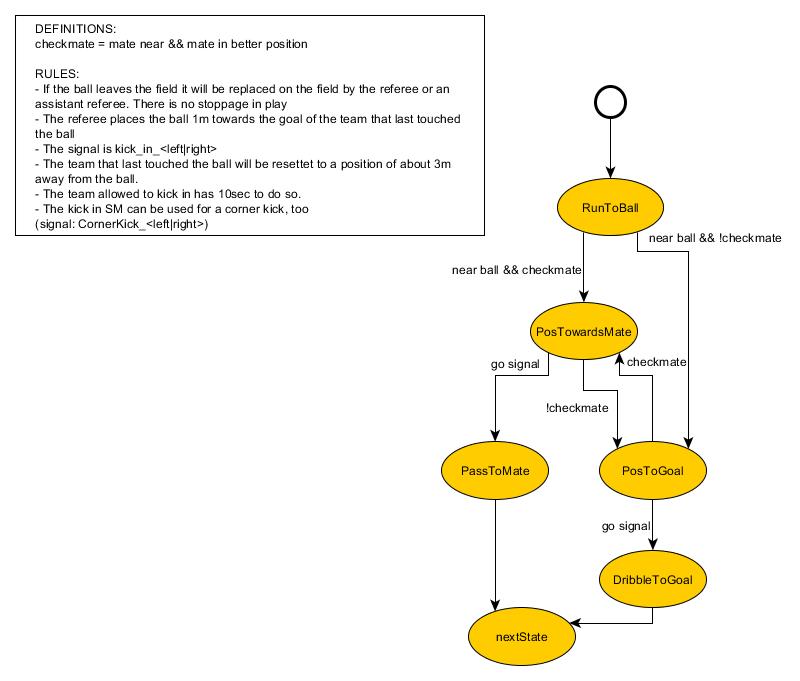 DEFINITIONS:
checkmate = mate near && mate in better position
RULES:
- If the ball leaves the field it will be replaced on the field by the referee or an
assistant referee. There is no stoppage in play
- The referee places the ball 1m towards the goal of the team that last touched
the ball
- The signal is kick_in_<left|right>
- The team that last touched the ball will be resettet to a position of about 3m
away from the ball.
- The team allowed to kick in has 10sec to do so.
- The kick in SM can be used for a corner kick, too
(signal: CornerKick_<left|right>)
RunToBall
near ball && !checkmate
near ball && checkmate
PosTowardsMate
go signal
checkmate
!checkmate
PassToMate
PosToGoal
go signal
DribbleToGoal
nextState